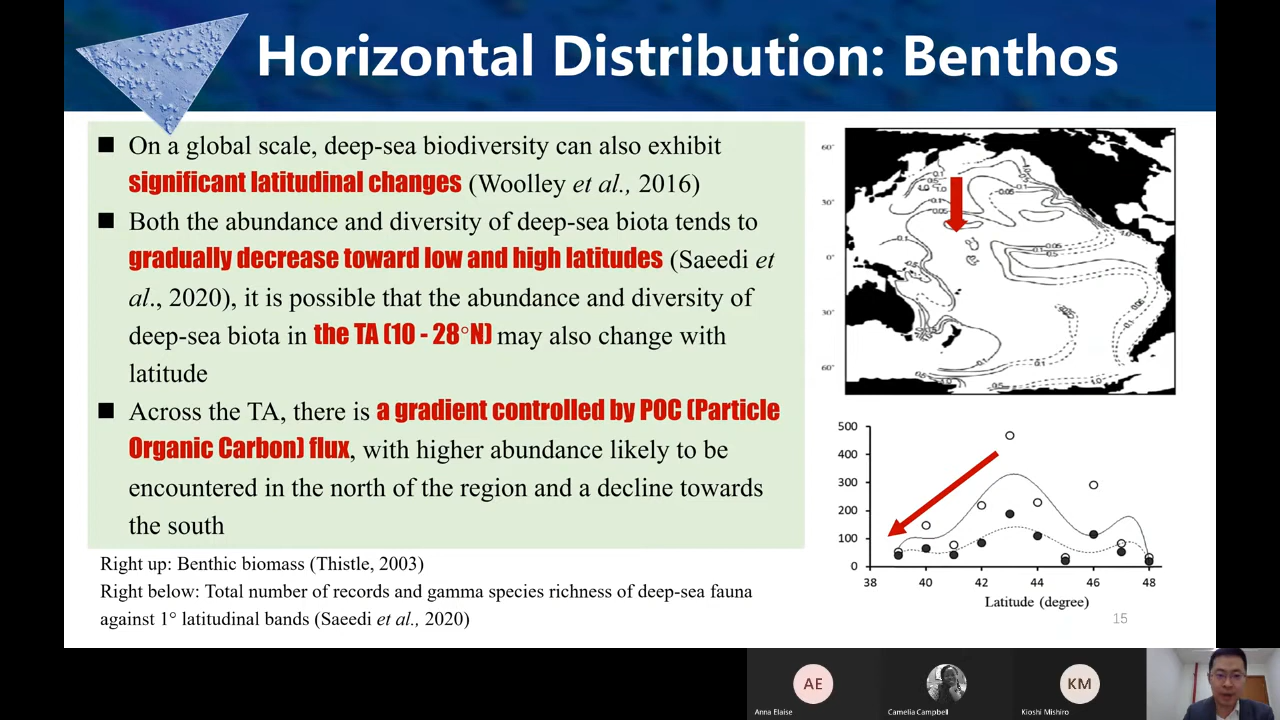 Horizontal Distribution: Benthos
■ On a global scale, deep-sea biodiversity can also exhibit
significant latitudinal changes (Woolley et al., 2016)
■ Both the abundance and diversity of deep-sea biota tends to
gradually decrease toward low and high latitudes (Saeedi et
al., 2020), it is possible that the abundance and diversity of
deep-sea biota in the TA (10 - 28°N) may also change with
latitude
■ Across the TA, there is a gradient controlled by POC (Particle
Organic Carbon) flux, with higher abundance likely to be
encountered in the north of the region and a decline towards
the south
Right up: Benthic biomass (Thistle, 2003)
Right below: Total number of records and gamma species richness of deep-sea fauna
against 1° latitudinal bands (Saeedi et al., 2020)
60°
30°
0°
30°
60°
500
400
300
200
100
0
38 40 42 44 46 48
Latitude (degree)
15
AE
KM
Anna Elaise
Camelia Campbell
Kioshi Mishiro